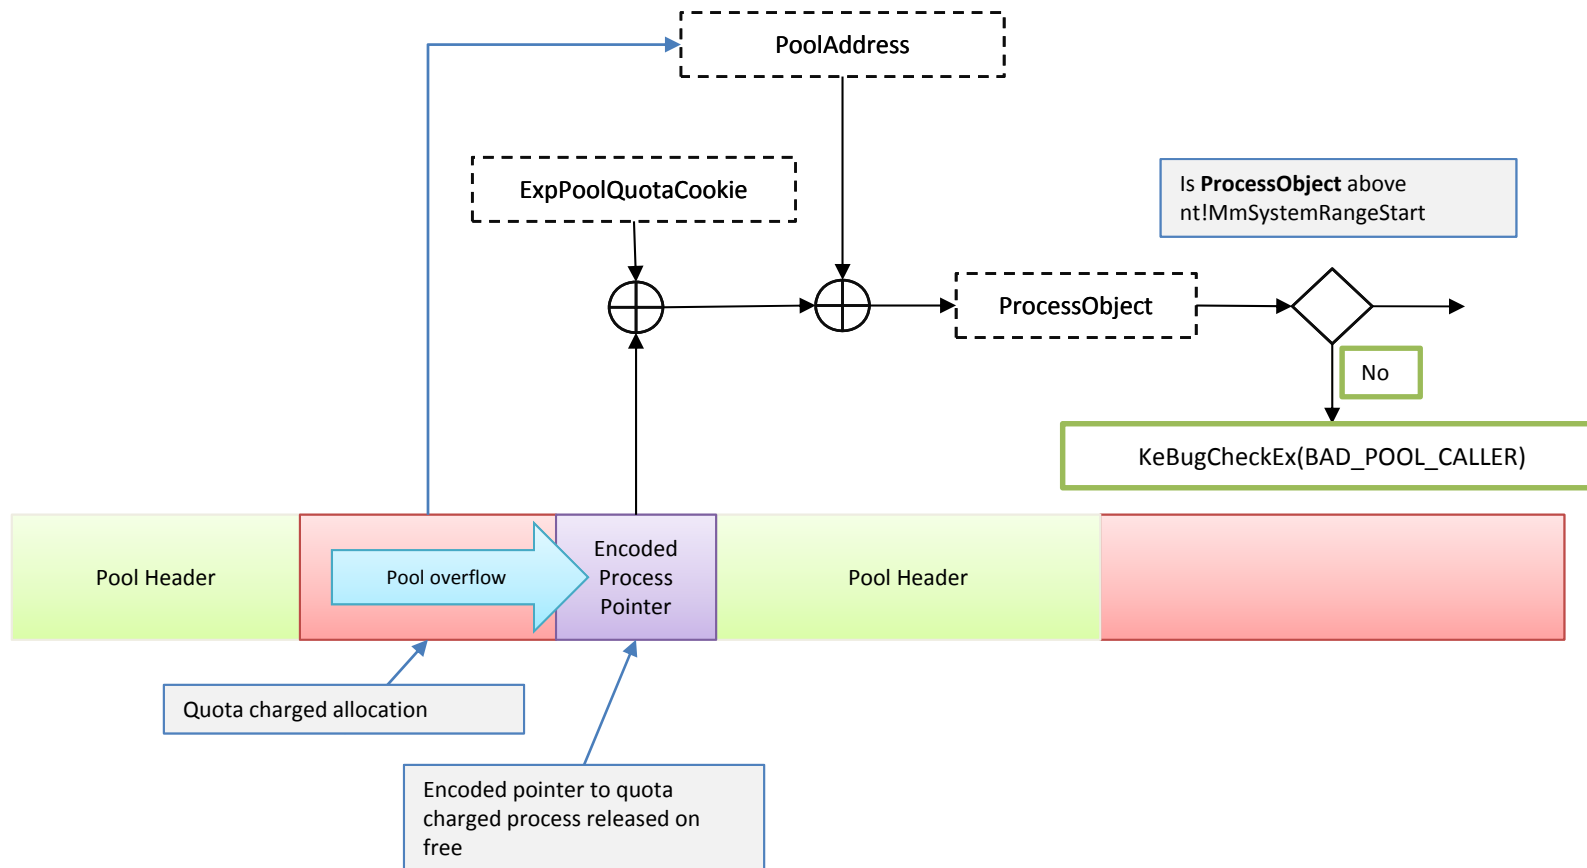 PoolAddress
ExpPoolQuotaCookie
Is ProcessObject above
nt!MmSystemRangeStart
ProcessObject
No
KeBugCheckEx(BAD_POOL_CALLER)
Pool Header
Pool overflow
Encoded
Process
Pointer
Pool Header
Quota charged allocation
Encoded pointer to quota
charged process released on
free